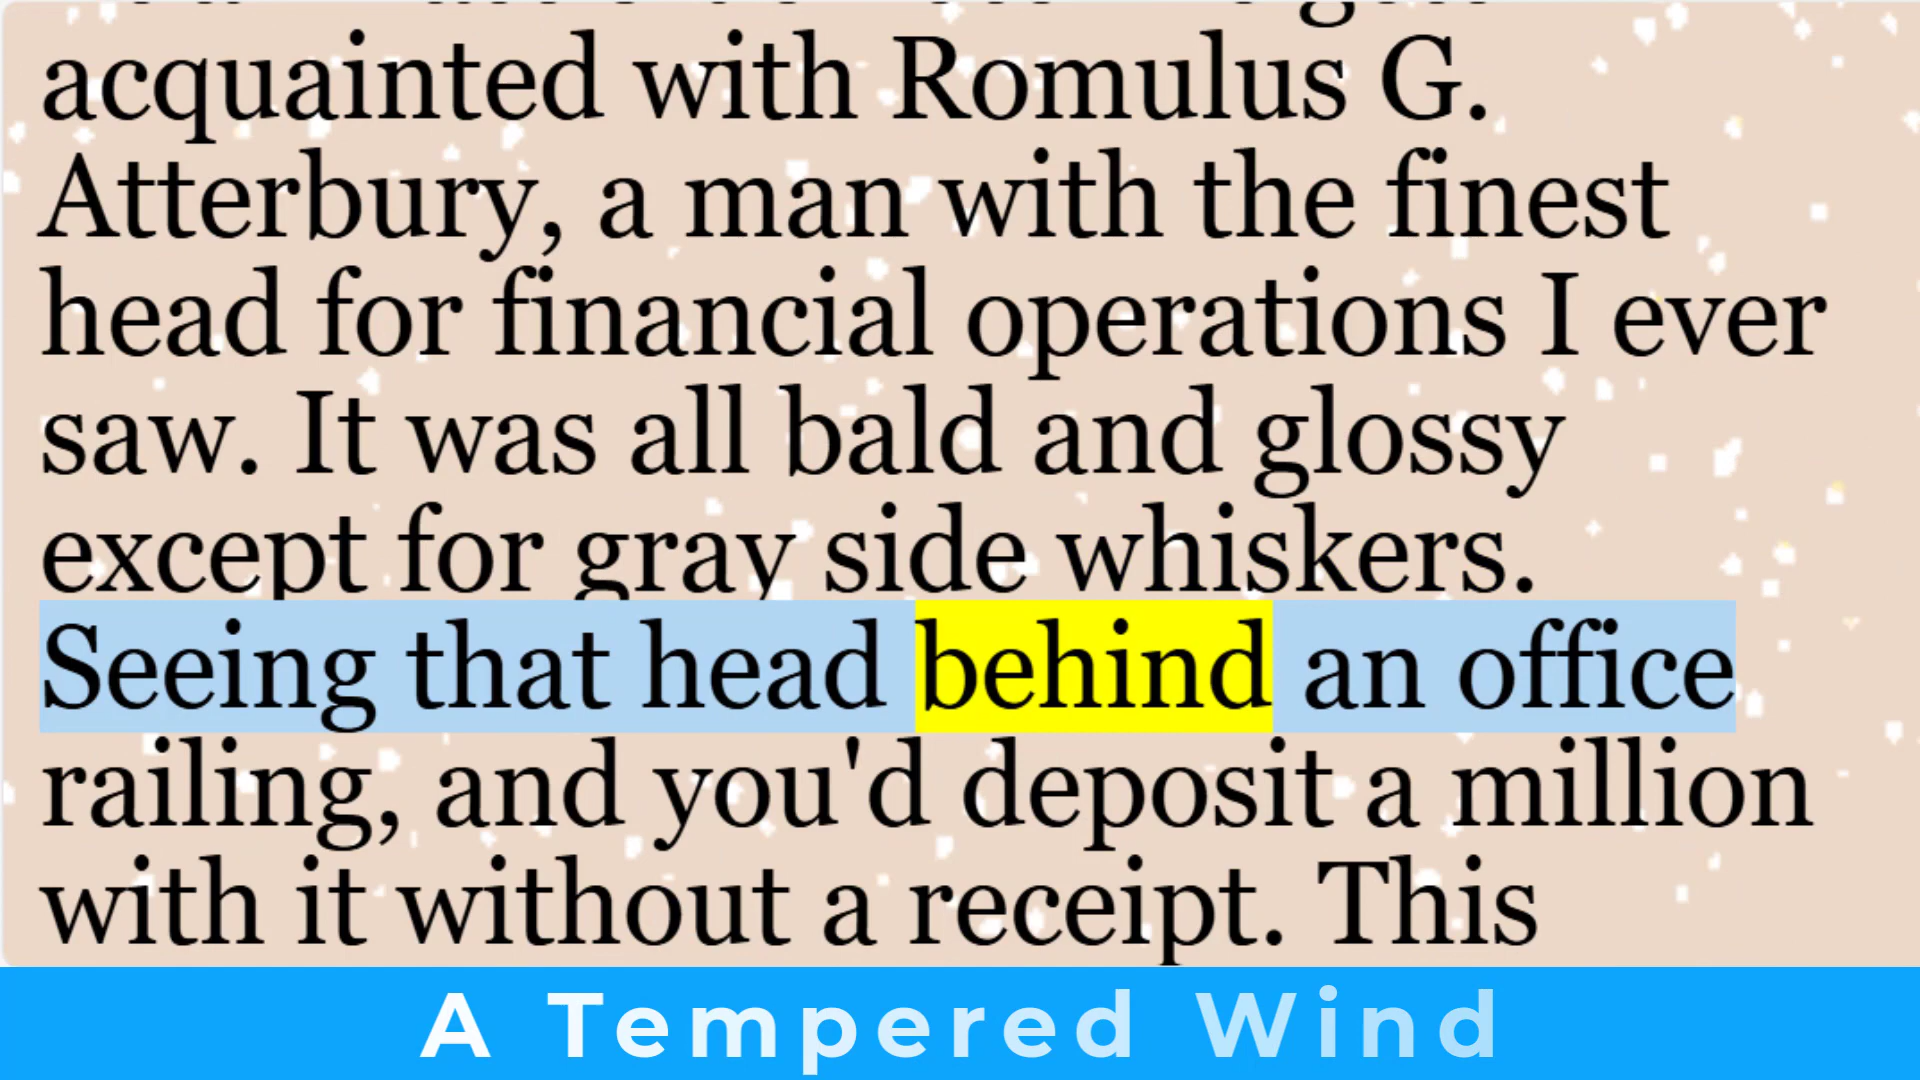 acquainted with Romulus G.
Atterbury, a man with the finest
head for financial operations I ever
saw. It was all bald and glossy
except for gray side whiskers.
Seeing that head behind an office
railing, and you'd deposit a million
with it without a receipt. This
A Tempered Wind